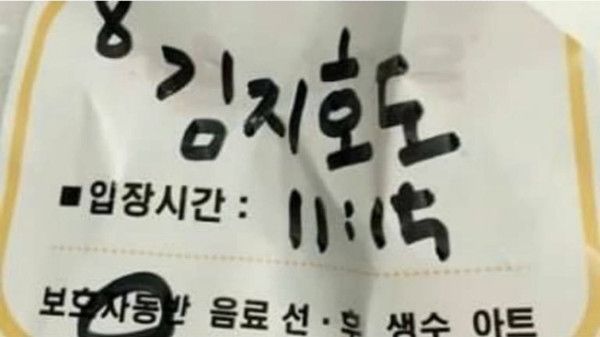 8
김지호도
■입장시간 : 11:15
보호자동반 음료 선·후 생수 아트